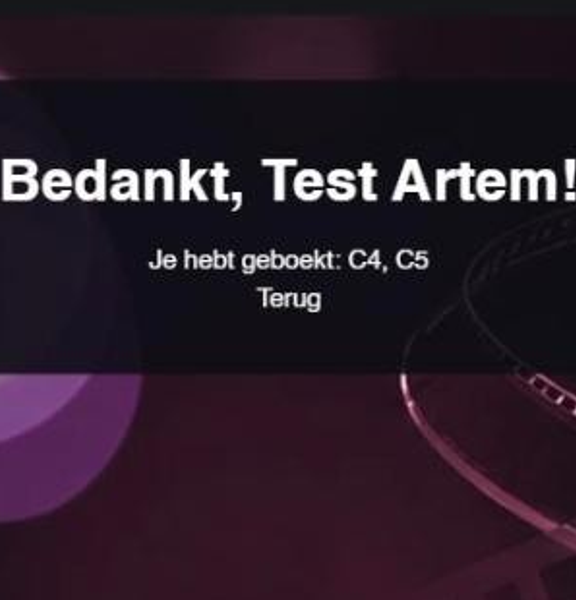 Bedankt, Test Artem!
Je hebt geboekt: C4, C5
Terug